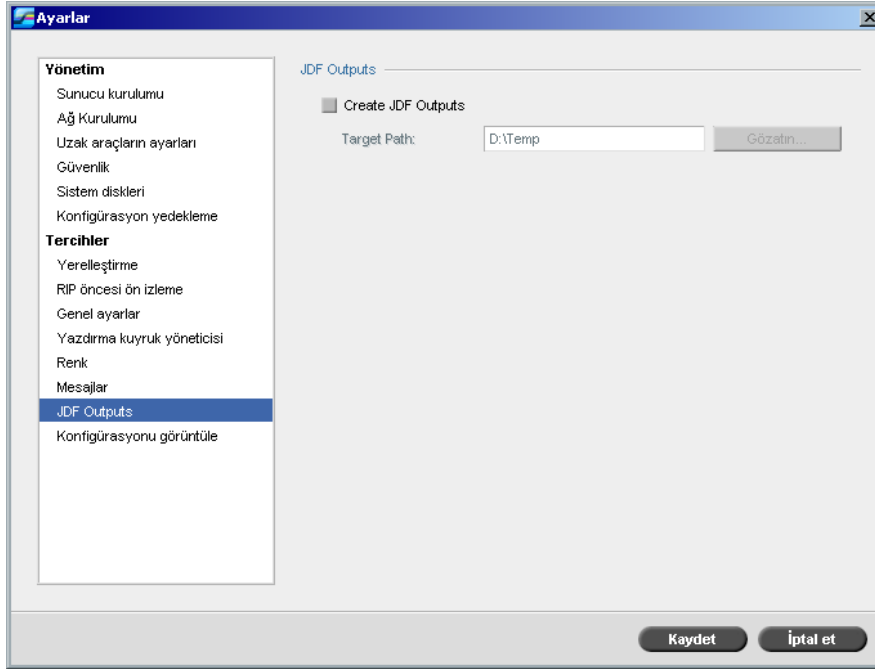 Ayarlar
Yönetim
Sunucu kurulumu
Ağ Kurulumu
Uzak araçların ayarları
Güvenlik
Sistem diskleri
Konfigürasyon yedekleme
Tercihler
Yerelleştirme
RIP öncesi ön izleme
Genel ayarlar
Yazdırma kuyruk yöneticisi
Renk
Mesajlar
JDF Outputs
Konfigürasyonu görüntüle
JDF Outputs
Create JDF Outputs
Target Path: D:\Temp Gözatın...
Kaydet İptal et